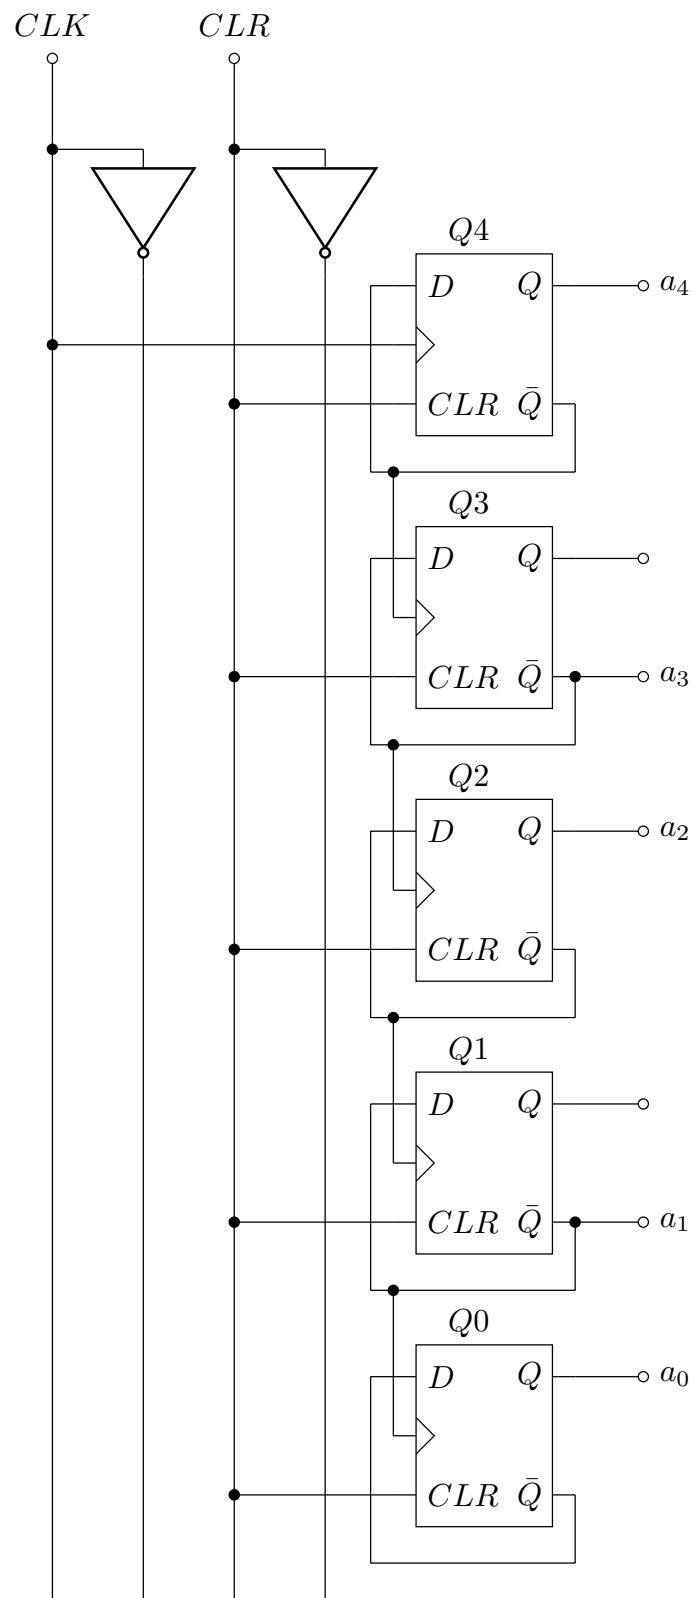 CLK CLR
Q4
D Q a₄
CLR Q̄
Q3
D Q
CLR Q̄ a₃
Q2
D Q a₂
CLR Q̄
Q1
D Q
CLR Q̄ a₁
Q0
D Q a₀
CLR Q̄